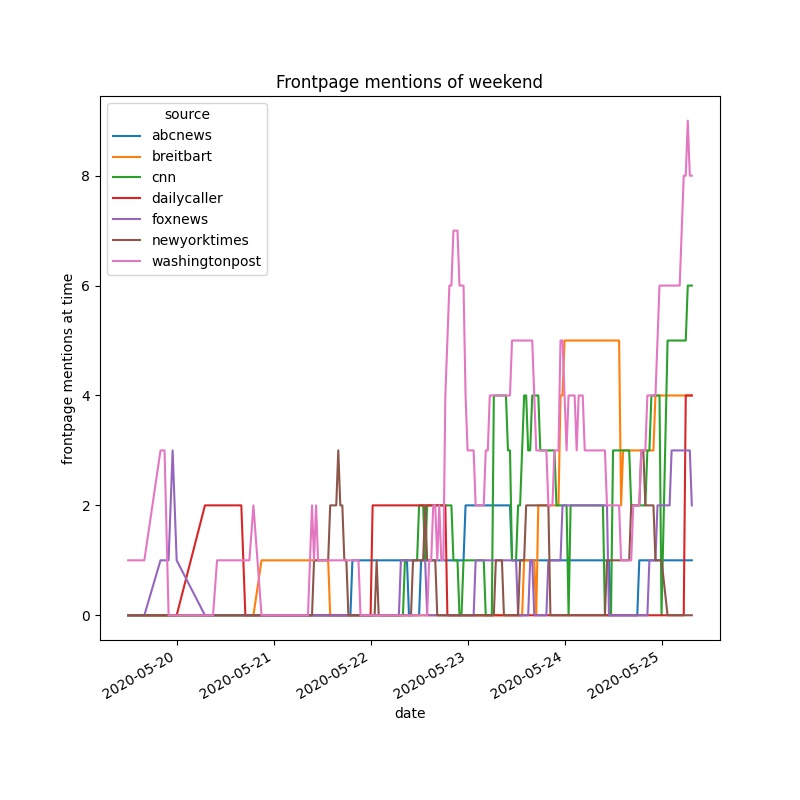 Frontpage mentions of weekend
source
abcnews
breitbart
cnn
dailycaller
foxnews
newyorktimes
washingtonpost
frontpage mentions at time
8
6
4
2
0
2020-05-20
2020-05-21
2020-05-22
2020-05-23
2020-05-24
2020-05-25
date